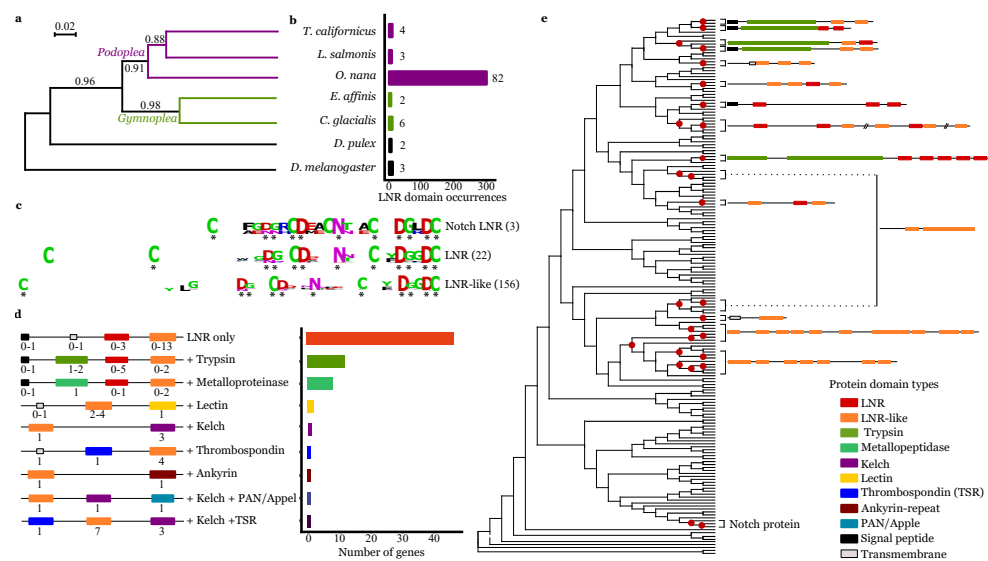 a
0.02
Podoplea
0.88
0.91
0.96
0.98
Gymnoplea
b
T. californicus
4
L. salmonis
3
O. nana
82
E. affinis
2
C. glacialis
6
D. pulex
2
D. melanogaster
3
0 100 200 300
LNR domain occurrences
c
Notch LNR (3)
LNR (22)
LNR-like (156)
d
LNR only
0-1 0-1 0-3 0-13
+ Trypsin
0-1 1-2 0-5 0-2
+ Metalloproteinase
0-1 1 0-1 0-2
+ Lectin
0-1 2-4 1
+ Kelch
1 3
+ Thrombospondin
1 1 4
+ Ankyrin
1 1
+ Kelch + PAN/Appel
1 1 1
+ Kelch +TSR
1 7 3
0 10 20 30 40
Number of genes
e
Notch protein
Protein domain types
LNR
LNR-like
Trypsin
Metallopeptidase
Kelch
Lectin
Thrombospondin (TSR)
Ankyrin-repeat
PAN/Apple
Signal peptide
Transmembrane